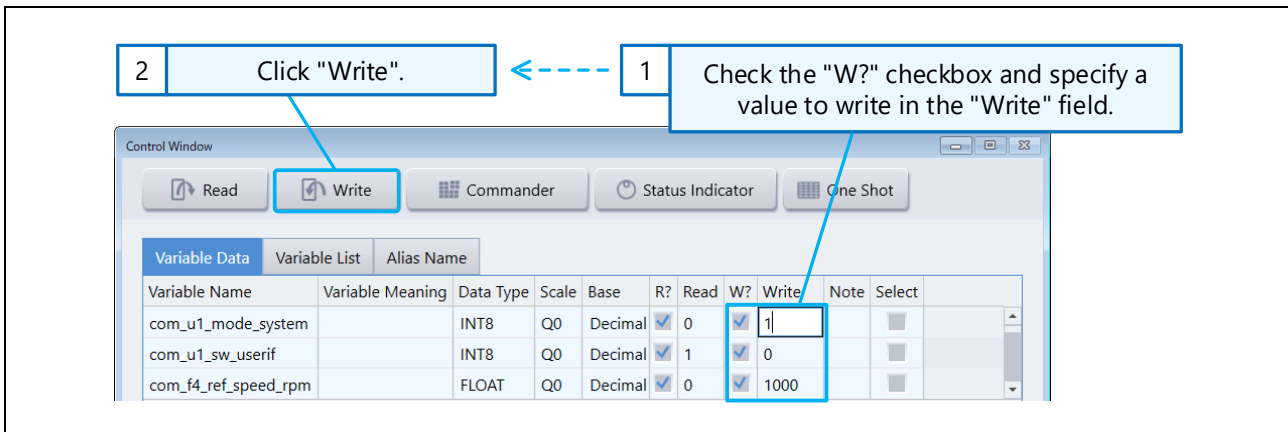 2 Click "Write". 1 Check the "W?" checkbox and specify a
value to write in the "Write" field.
Control Window
Read Write Commander Status Indicator One Shot
Variable Data Variable List Alias Name
Variable Name Variable Meaning Data Type Scale Base R? Read W? Write Note Select
com_u1_mode_system INT8 Q0 Decimal 0 1
com_u1_sw_userif INT8 Q0 Decimal 1 0
com_f4_ref_speed_rpm FLOAT Q0 Decimal 0 1000